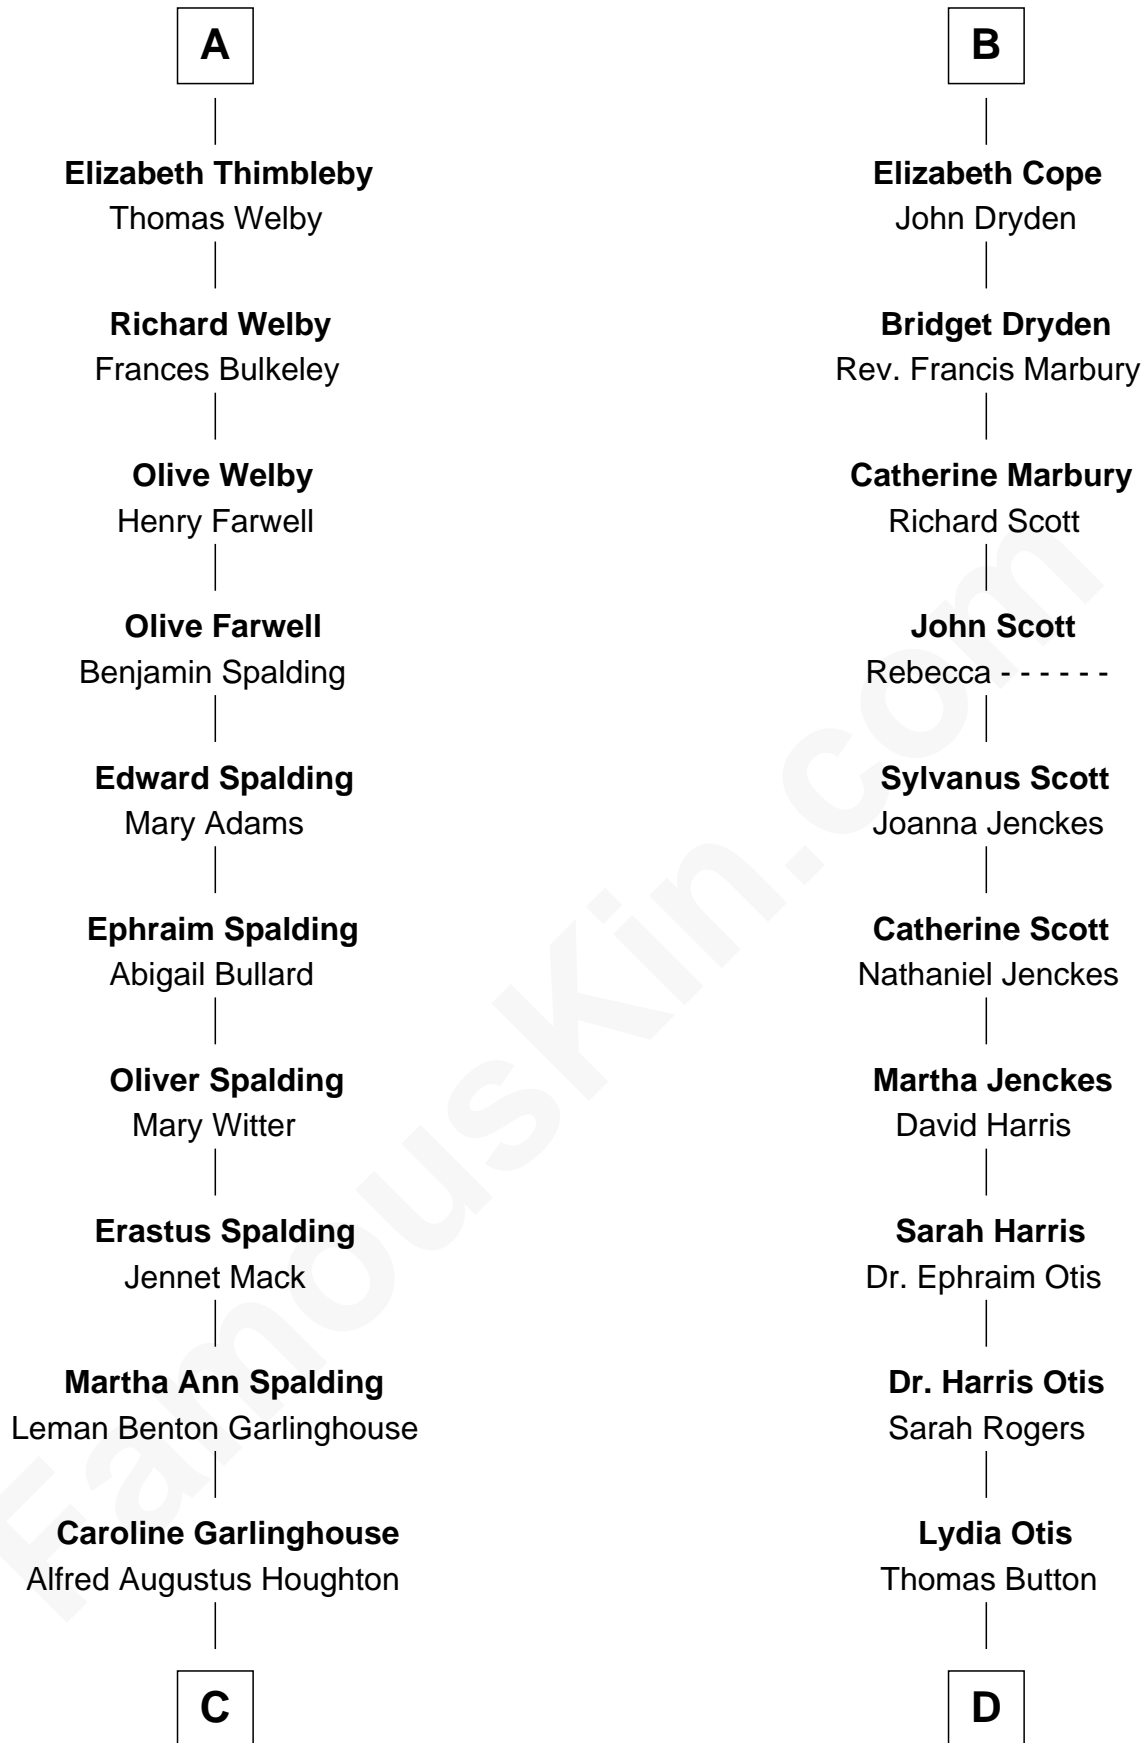 A
Elizabeth Thimbleby
Thomas Welby
Richard Welby
Frances Bulkeley
Olive Welby
Henry Farwell
Olive Farwell
Benjamin Spalding
Edward Spalding
Mary Adams
Ephraim Spalding
Abigail Bullard
Oliver Spalding
Mary Witter
Erastus Spalding
Jennet Mack
Martha Ann Spalding
Leman Benton Garlinghouse
Caroline Garlinghouse
Alfred Augustus Houghton
C
B
Elizabeth Cope
John Dryden
Bridget Dryden
Rev. Francis Marbury
Catherine Marbury
Richard Scott
John Scott
Rebecca - - - - - -
Sylvanus Scott
Joanna Jenckes
Catherine Scott
Nathaniel Jenckes
Martha Jenckes
David Harris
Sarah Harris
Dr. Ephraim Otis
Dr. Harris Otis
Sarah Rogers
Lydia Otis
Thomas Button
D
FamousKin.com